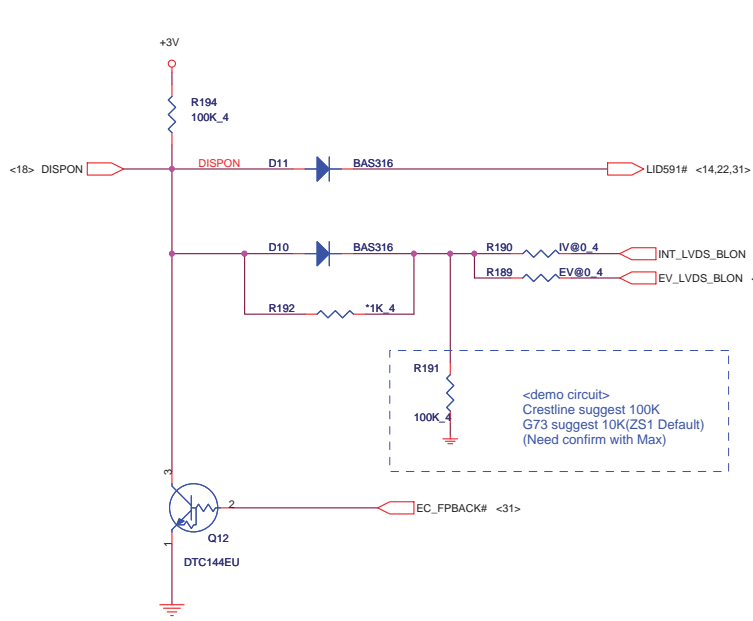 +3V
R194
100K_4
<18> DISPON
DISPON
D11
BAS316
LID591# <14,22,31>
D10
BAS316
R190
IV@0_4
INT_LVDS_BLON
R189
EV@0_4
EV_LVDS_BLON
R192
*1K_4
R191
100K_4
<demo circuit>
Crestline suggest 100K
G73 suggest 10K(ZS1 Default)
(Need confirm with Max)
3
2
EC_FPBACK# <31>
Q12
1
DTC144EU